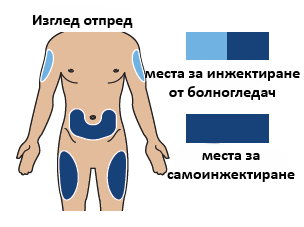 Изглед отпред
места за инжектиране
от болногледач
места за
самоинжектиране